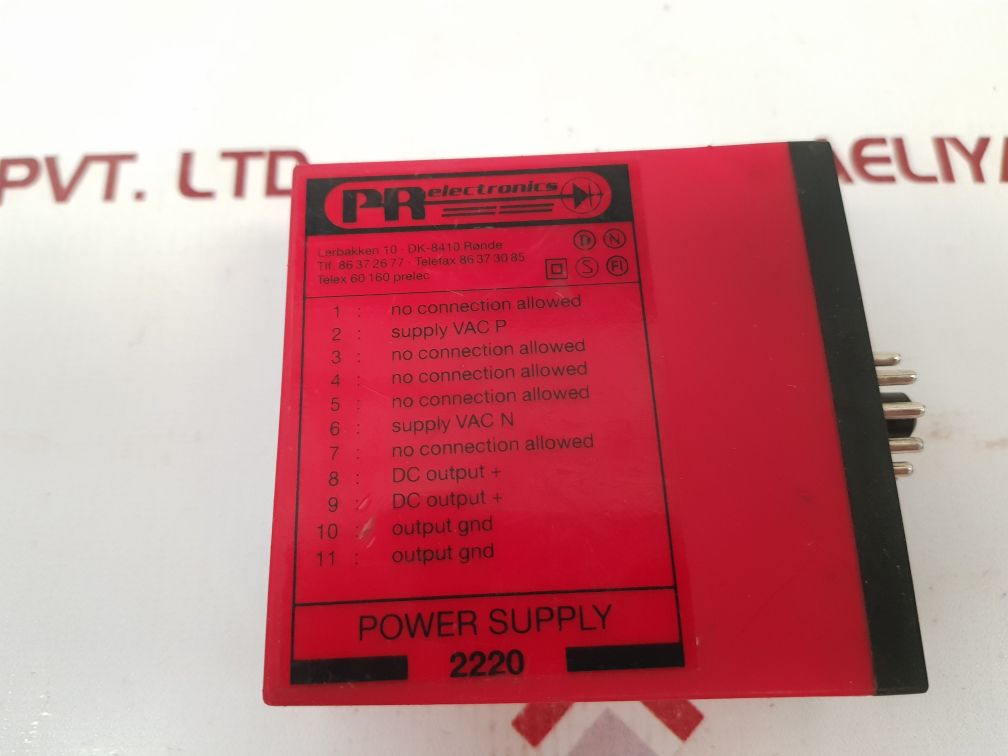 PVT. LTD
AELIYA
PR electronics
Lerbakken 10 · DK-8410 Rønde
Tlf. 86 37 26 77 · Telefax 86 37 30 85
Telex 60 160 prelec
D N
S FI
1 : no connection allowed
2 : supply VAC P
3 : no connection allowed
4 : no connection allowed
5 : no connection allowed
6 : supply VAC N
7 : no connection allowed
8 : DC output +
9 : DC output +
10 : output gnd
11 : output gnd
POWER SUPPLY
2220